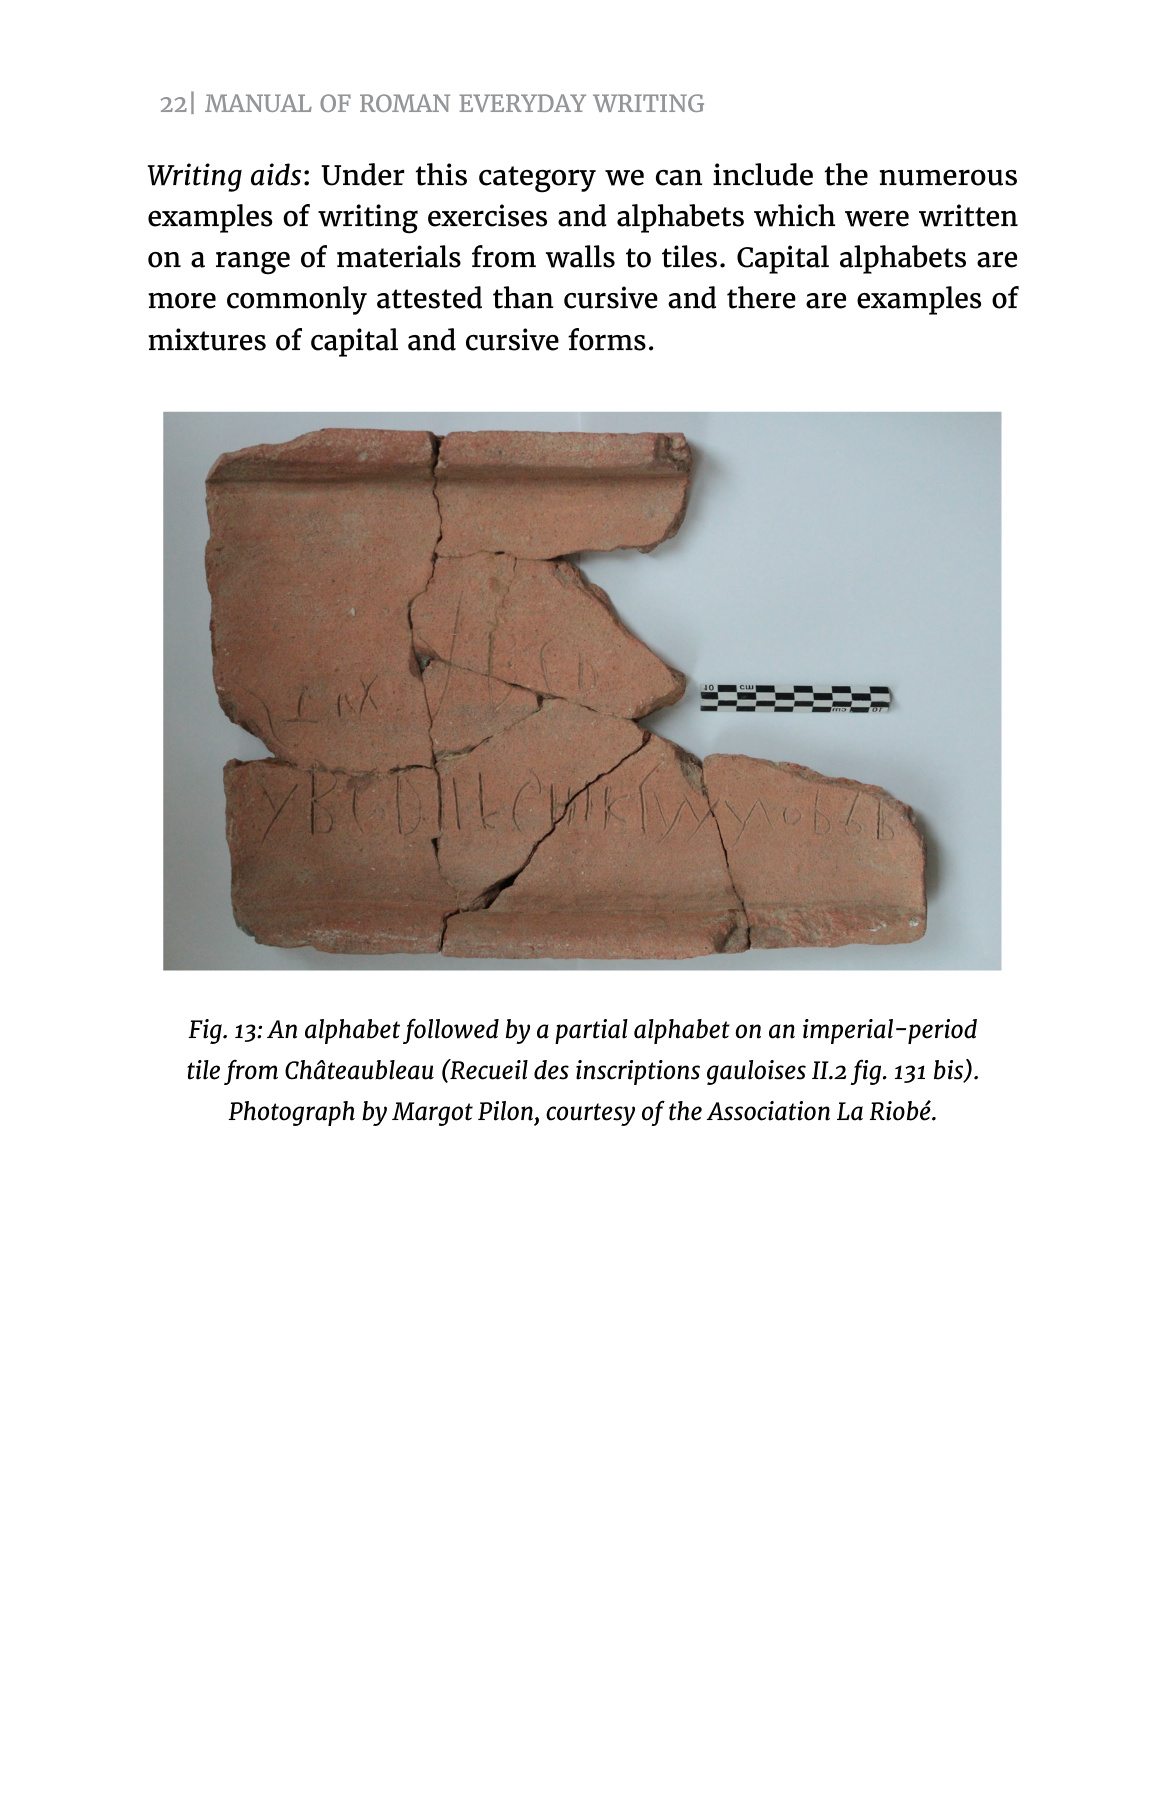 22| MANUAL OF ROMAN EVERYDAY WRITING
Writing aids: Under this category we can include the numerous
examples of writing exercises and alphabets which were written
on a range of materials from walls to tiles. Capital alphabets are
more commonly attested than cursive and there are examples of
mixtures of capital and cursive forms.
10 cm
Fig. 13: An alphabet followed by a partial alphabet on an imperial-period
tile from Châteaubleau (Recueil des inscriptions gauloises II.2 fig. 131 bis).
Photograph by Margot Pilon, courtesy of the Association La Riobé.